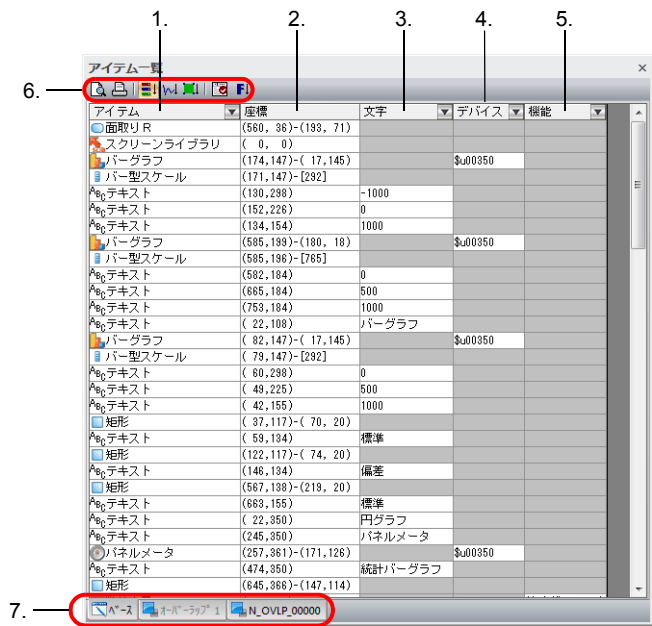 1. 2. 3. 4. 5.
アイテム一覧
6.
アイテム 座標 文字 デバイス 機能
面取りR (560, 36)-(193, 71)
スクリーンライブラリ ( 0, 0)
バーグラフ (174,147)-( 17,145) $u00350
バー型スケール (171,147)-[292]
テキスト (130,298) -1000
テキスト (152,226) 0
テキスト (134,154) 1000
バーグラフ (585,199)-(180, 18) $u00350
バー型スケール (585,196)-[765]
テキスト (582,184) 0
テキスト (665,184) 500
テキスト (753,184) 1000
テキスト ( 22,108) バーグラフ
バーグラフ ( 82,147)-( 17,145) $u00350
バー型スケール ( 79,147)-[292]
テキスト ( 60,298) 0
テキスト ( 49,225) 500
テキスト ( 42,155) 1000
矩形 ( 37,117)-( 70, 20)
テキスト ( 59,134) 標準
矩形 (122,117)-( 74, 20)
テキスト (146,134) 偏差
矩形 (567,138)-(219, 20)
テキスト (663,155) 標準
テキスト ( 22,350) 円グラフ
テキスト (245,350) パネルメータ
パネルメータ (257,361)-(171,126) $u00350
テキスト (474,350) 統計バーグラフ
矩形 (645,366)-(147,114)
7.
ベース オーバーラップ 1 N_OVLP_00000